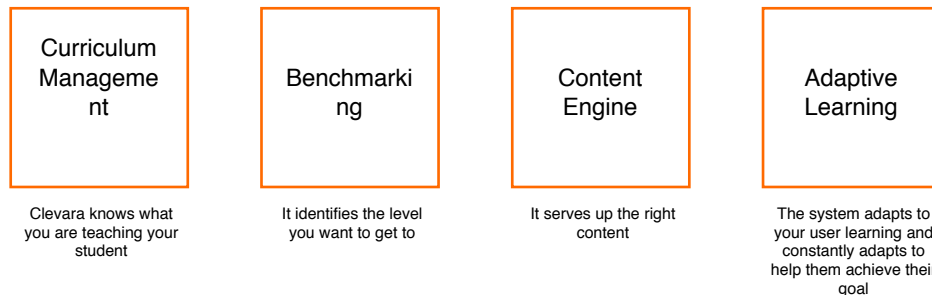 Curriculum
Manageme
nt
Clevara knows what
you are teaching your
student
Benchmarki
ng
It identifies the level
you want to get to
Content
Engine
It serves up the right
content
Adaptive
Learning
The system adapts to
your user learning and
constantly adapts to
help them achieve their
goal